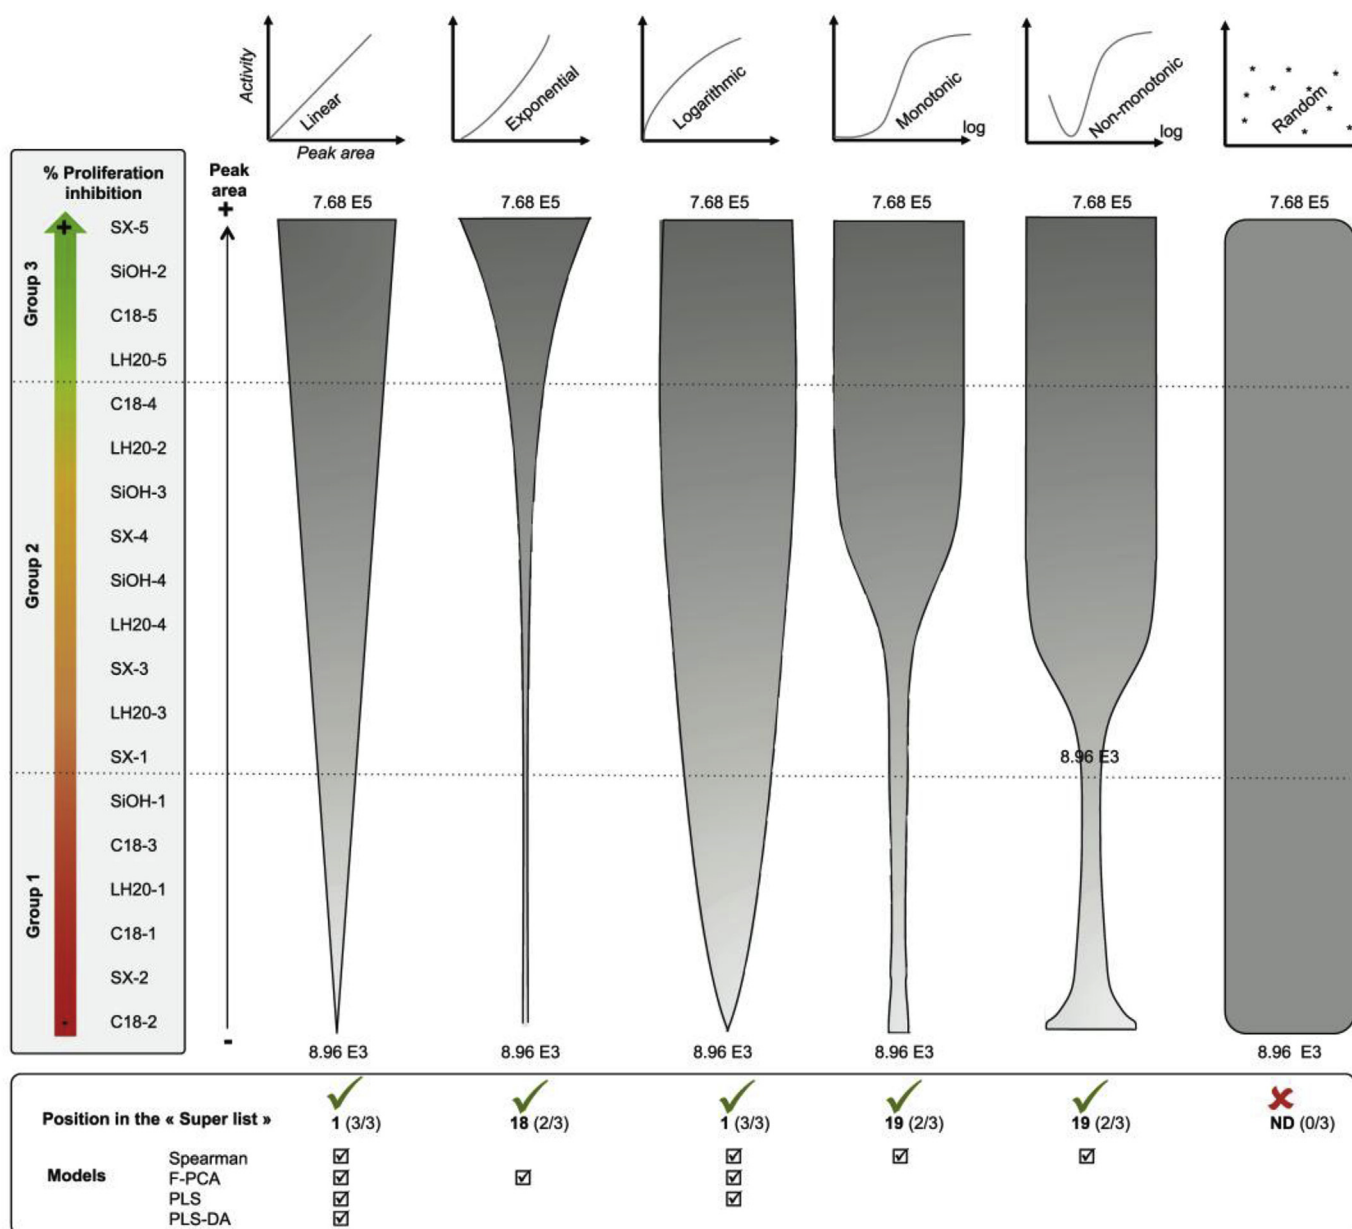 Activity
Linear
Peak area
Exponential
Logarithmic
Monotonic
log
Non-monotonic
log
Random
% Proliferation
inhibition
Peak
area
+
-
+
-
Group 3
Group 2
Group 1
SX-5
SiOH-2
C18-5
LH20-5
C18-4
LH20-2
SiOH-3
SX-4
SiOH-4
LH20-4
SX-3
LH20-3
SX-1
SiOH-1
C18-3
LH20-1
C18-1
SX-2
C18-2
7.68 E5
7.68 E5
7.68 E5
7.68 E5
7.68 E5
7.68 E5
8.96 E3
8.96 E3
8.96 E3
8.96 E3
8.96 E3
8.96 E3
Position in the « Super list »
1 (3/3)
18 (2/3)
1 (3/3)
19 (2/3)
19 (2/3)
ND (0/3)
Models
Spearman
F-PCA
PLS
PLS-DA